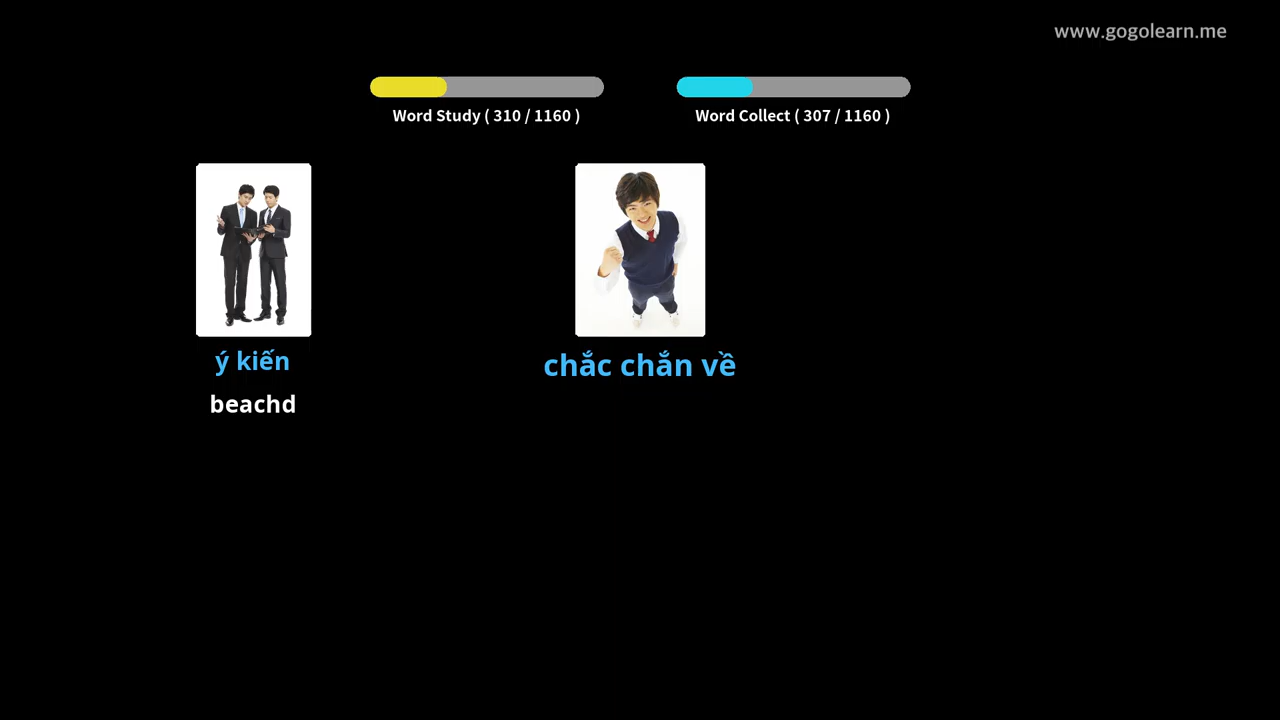 www.gogolearn.me
Word Study ( 310 / 1160 )
Word Collect ( 307 / 1160 )
ý kiến
beachd
chắc chắn về